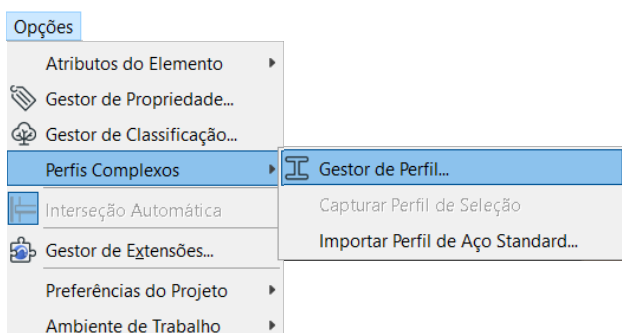 Opções
Atributos do Elemento
Gestor de Propriedade...
Gestor de Classificação...
Perfis Complexos
Gestor de Perfil...
Capturar Perfil de Seleção
Interseção Automática
Importar Perfil de Aço Standard...
Gestor de Extensões...
Preferências do Projeto
Ambiente de Trabalho